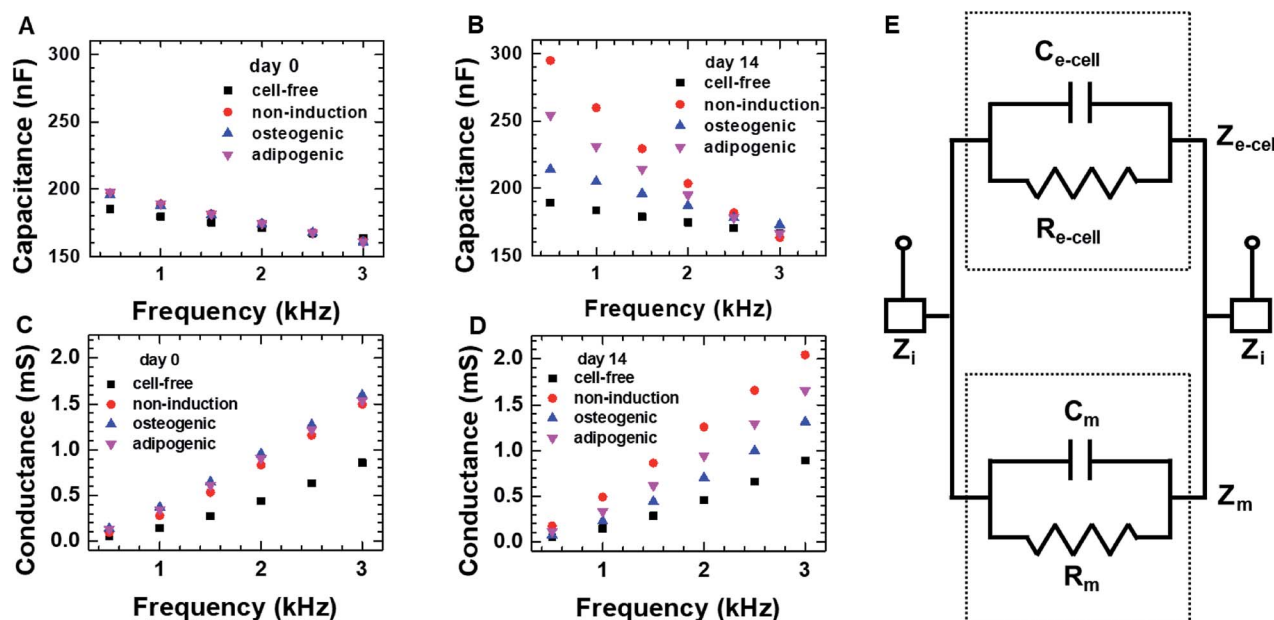 A
Capacitance (nF)
300
250
200
150
day 0
cell-free
non-induction
osteogenic
adipogenic
1 2 3
Frequency (kHz)
B
Capacitance (nF)
300
250
200
150
day 14
cell-free
non-induction
osteogenic
adipogenic
1 2 3
Frequency (kHz)
C
Conductance (mS)
2.0
1.5
1.0
0.5
0.0
day 0
cell-free
non-induction
osteogenic
adipogenic
1 2 3
Frequency (kHz)
D
Conductance (mS)
2.0
1.5
1.0
0.5
0.0
day 14
cell-free
non-induction
osteogenic
adipogenic
1 2 3
Frequency (kHz)
E
Ce-cell
Ze-cel
Re-cell
Zi Zi
Cm
Zm
Rm